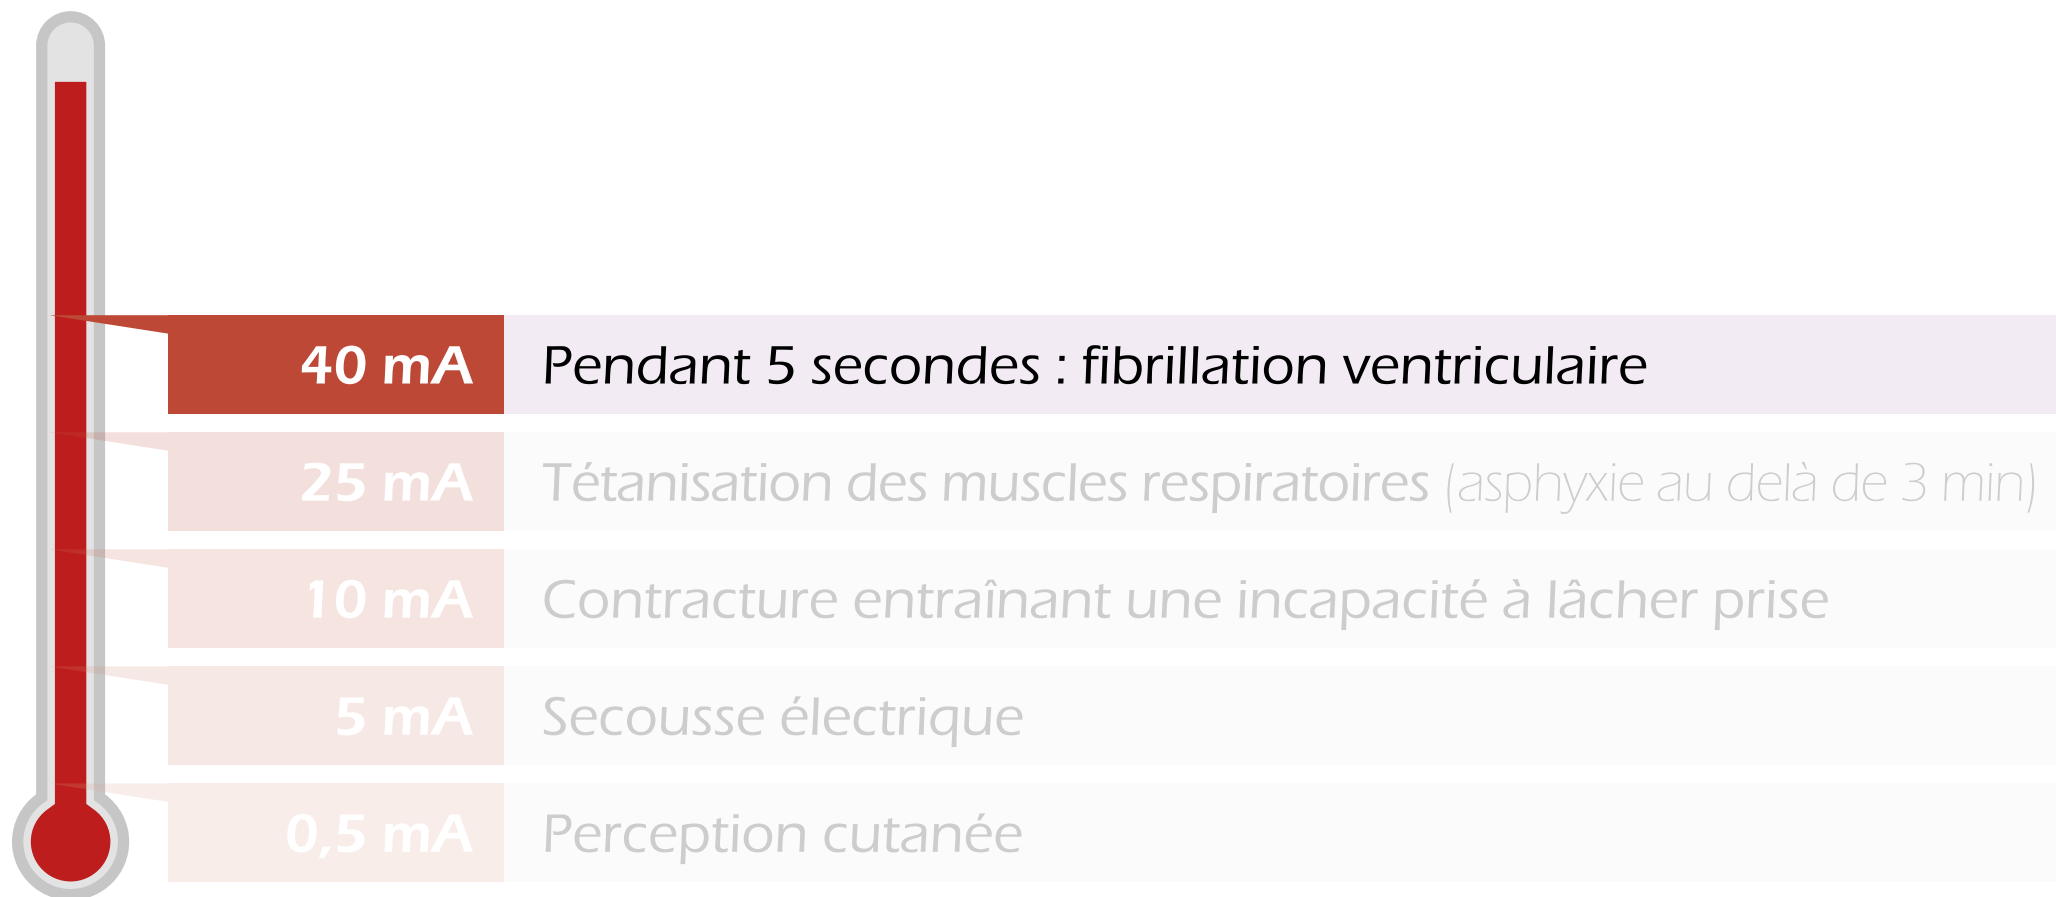 40 mA Pendant 5 secondes : fibrillation ventriculaire
25 mA Tétanisation des muscles respiratoires (asphyxie au delà de 3 min)
10 mA Contracture entraînant une incapacité à lâcher prise
5 mA Secousse électrique
0,5 mA Perception cutanée